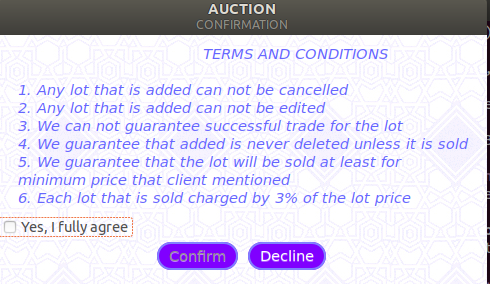 AUCTION
CONFIRMATION
TERMS AND CONDITIONS
1. Any lot that is added can not be cancelled
2. Any lot that is added can not be edited
3. We can not guarantee successful trade for the lot
4. We guarantee that added is never deleted unless it is sold
5. We guarantee that the lot will be sold at least for
minimum price that client mentioned
6. Each lot that is sold charged by 3% of the lot price
Yes, I fully agree
Confirm
Decline